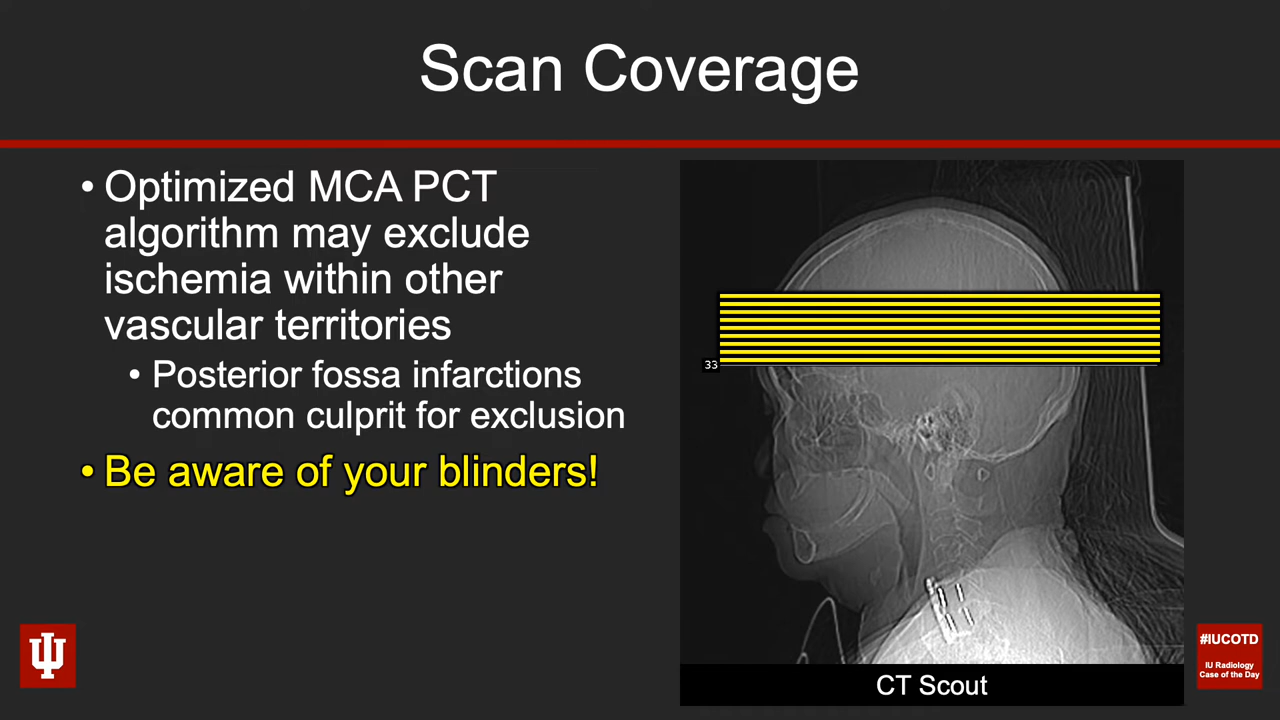 Scan Coverage
• Optimized MCA PCT
algorithm may exclude
ischemia within other
vascular territories
• Posterior fossa infarctions
common culprit for exclusion
• Be aware of your blinders!
33
CT Scout
#IUCOTD
IU Radiology
Case of the Day